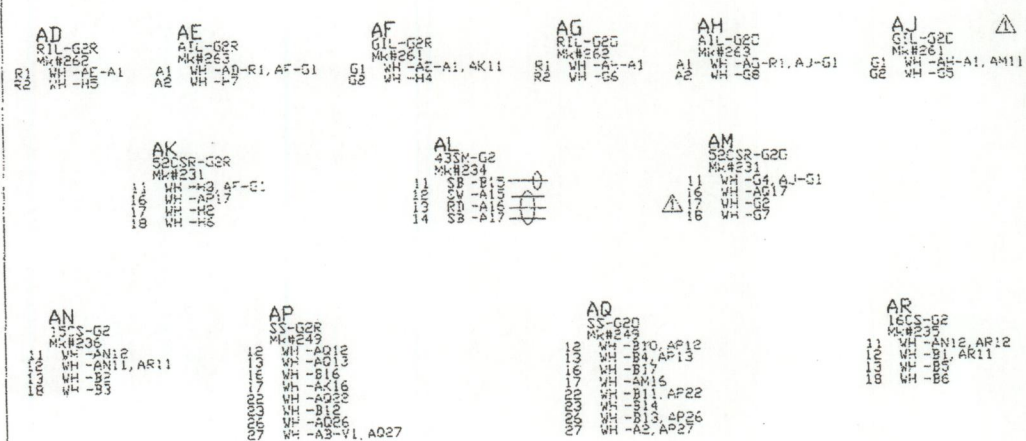 AD
RIL-G2R
Mk#262
R1 WH -AE-A1
R2 WH -H5
AE
AIL-G2R
Mk#263
A1 WH -AD-R1, AF-G1
A2 WH -H7
AF
GIL-G2R
Mk#261
G1 WH -AE-A1, AK11
G2 WH -H4
AG
RIL-G2G
Mk#262
R1 WH -AH-A1
R2 WH -G6
AH
AIL-G2G
Mk#263
A1 WH -AG-R1, AJ-G1
A2 WH -G8
AJ
GIL-G2G
Mk#261
G1 WH -AH-A1, AM11
G2 WH -G5
1
AK
52CSR-G2R
Mk#231
11 WH -H3, AF-G1
16 WH -AP17
17 WH -H2
18 WH -H6
AL
43SM-G2
Mk#234
11 SB -B15
12 SW -A15
13 RD -A16
14 SB -A17
AM
52CSR-G2G
Mk#231
11 WH -G4, AJ-G1
16 WH -AQ17
17 WH -G2
18 WH -G7
1
AN
15CS-G2
Mk#236
11 WH -AN12
12 WH -AN11, AR11
13 WH -B2
18 WH -B3
AP
SS-G2R
Mk#249
12 WH -AQ12
13 WH -AQ13
16 WH -B16
17 WH -AK16
22 WH -AQ22
23 WH -B12
26 WH -AQ26
27 WH -A3-V1, AQ27
AQ
SS-G2G
Mk#249
12 WH -B10, AP12
13 WH -B4, AP13
16 WH -B17
17 WH -AM16
22 WH -B11, AP22
23 WH -B14
26 WH -B13, AP26
27 WH -A2, AP27
AR
16CS-G2
Mk#235
11 WH -AN12, AR12
12 WH -B1, AR11
13 WH -B5
18 WH -B6